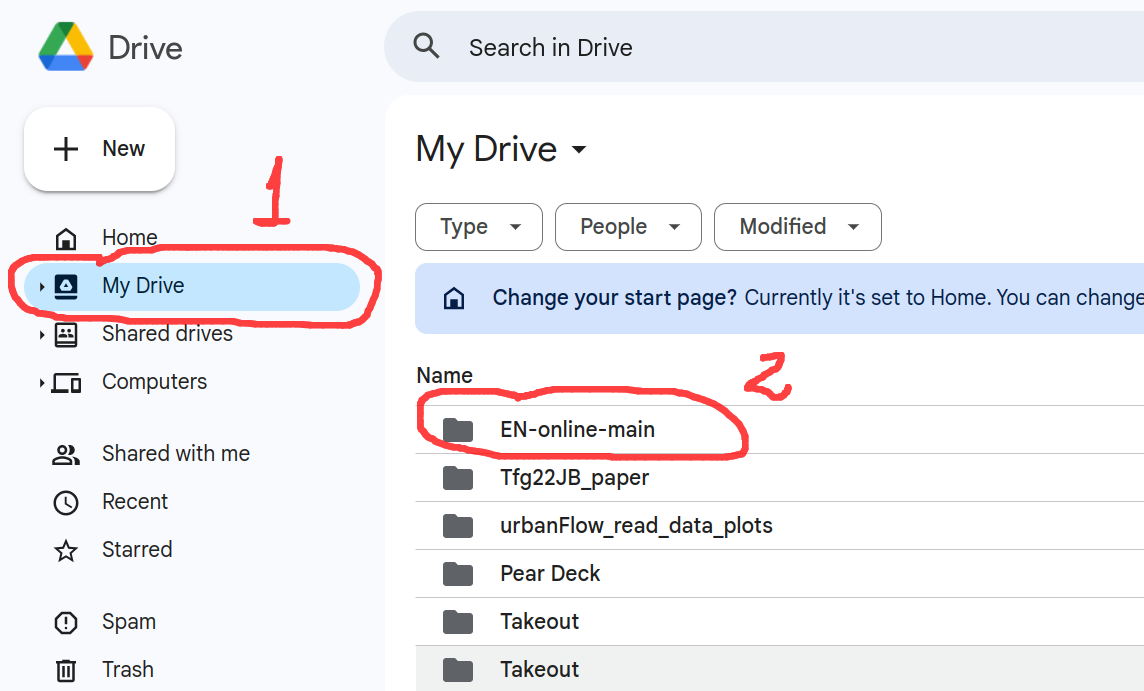 Drive
Search in Drive
New
1
My Drive
Home
Type People Modified
My Drive
Change your start page? Currently it's set to Home. You can change
Shared drives
2
Name
Computers
EN-online-main
Shared with me
Tfg22JB_paper
Recent
urbanFlow_read_data_plots
Starred
Pear Deck
Spam
Takeout
Trash
Takeout